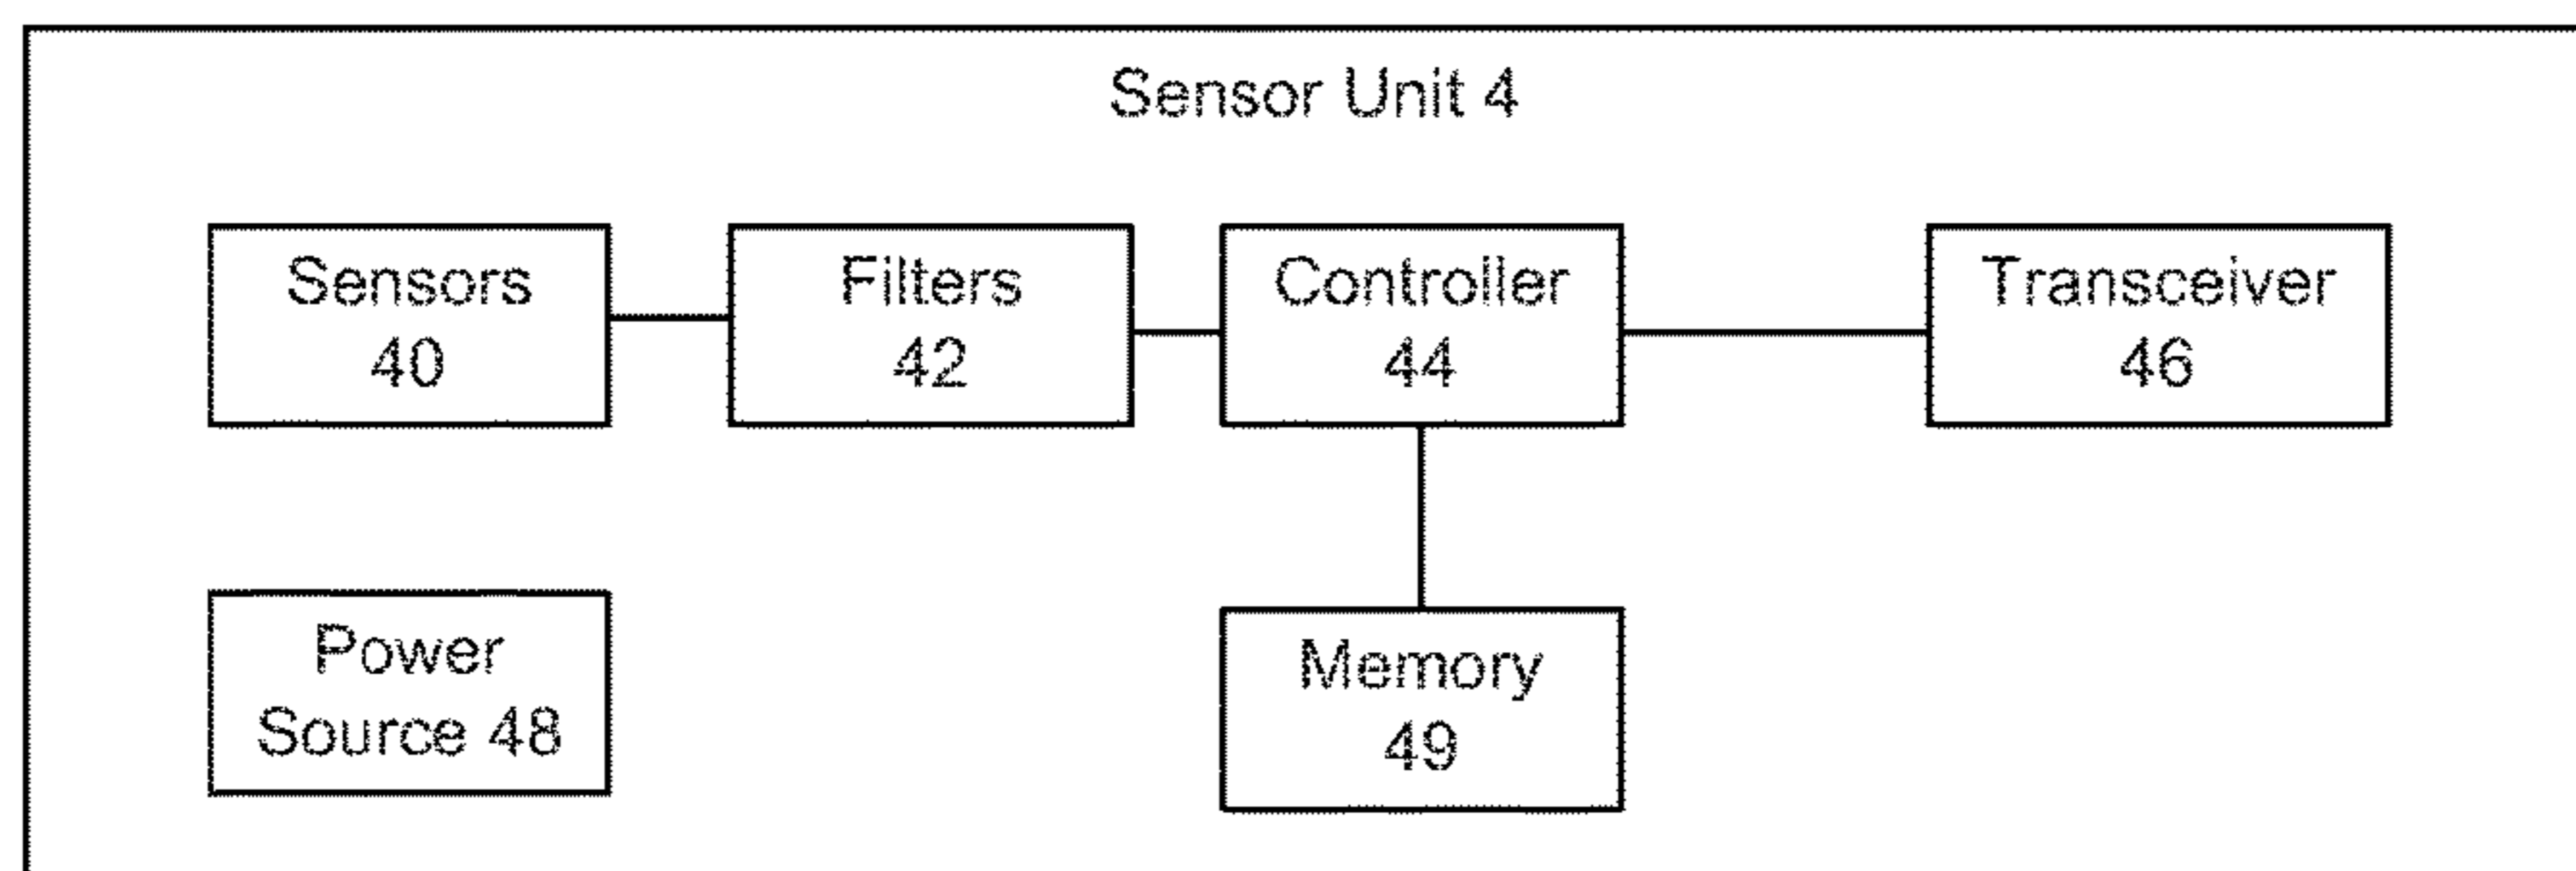 Sensor Unit 4
Sensors
40
Filters
42
Controller
44
Transceiver
46
Power
Source 48
Memory
49